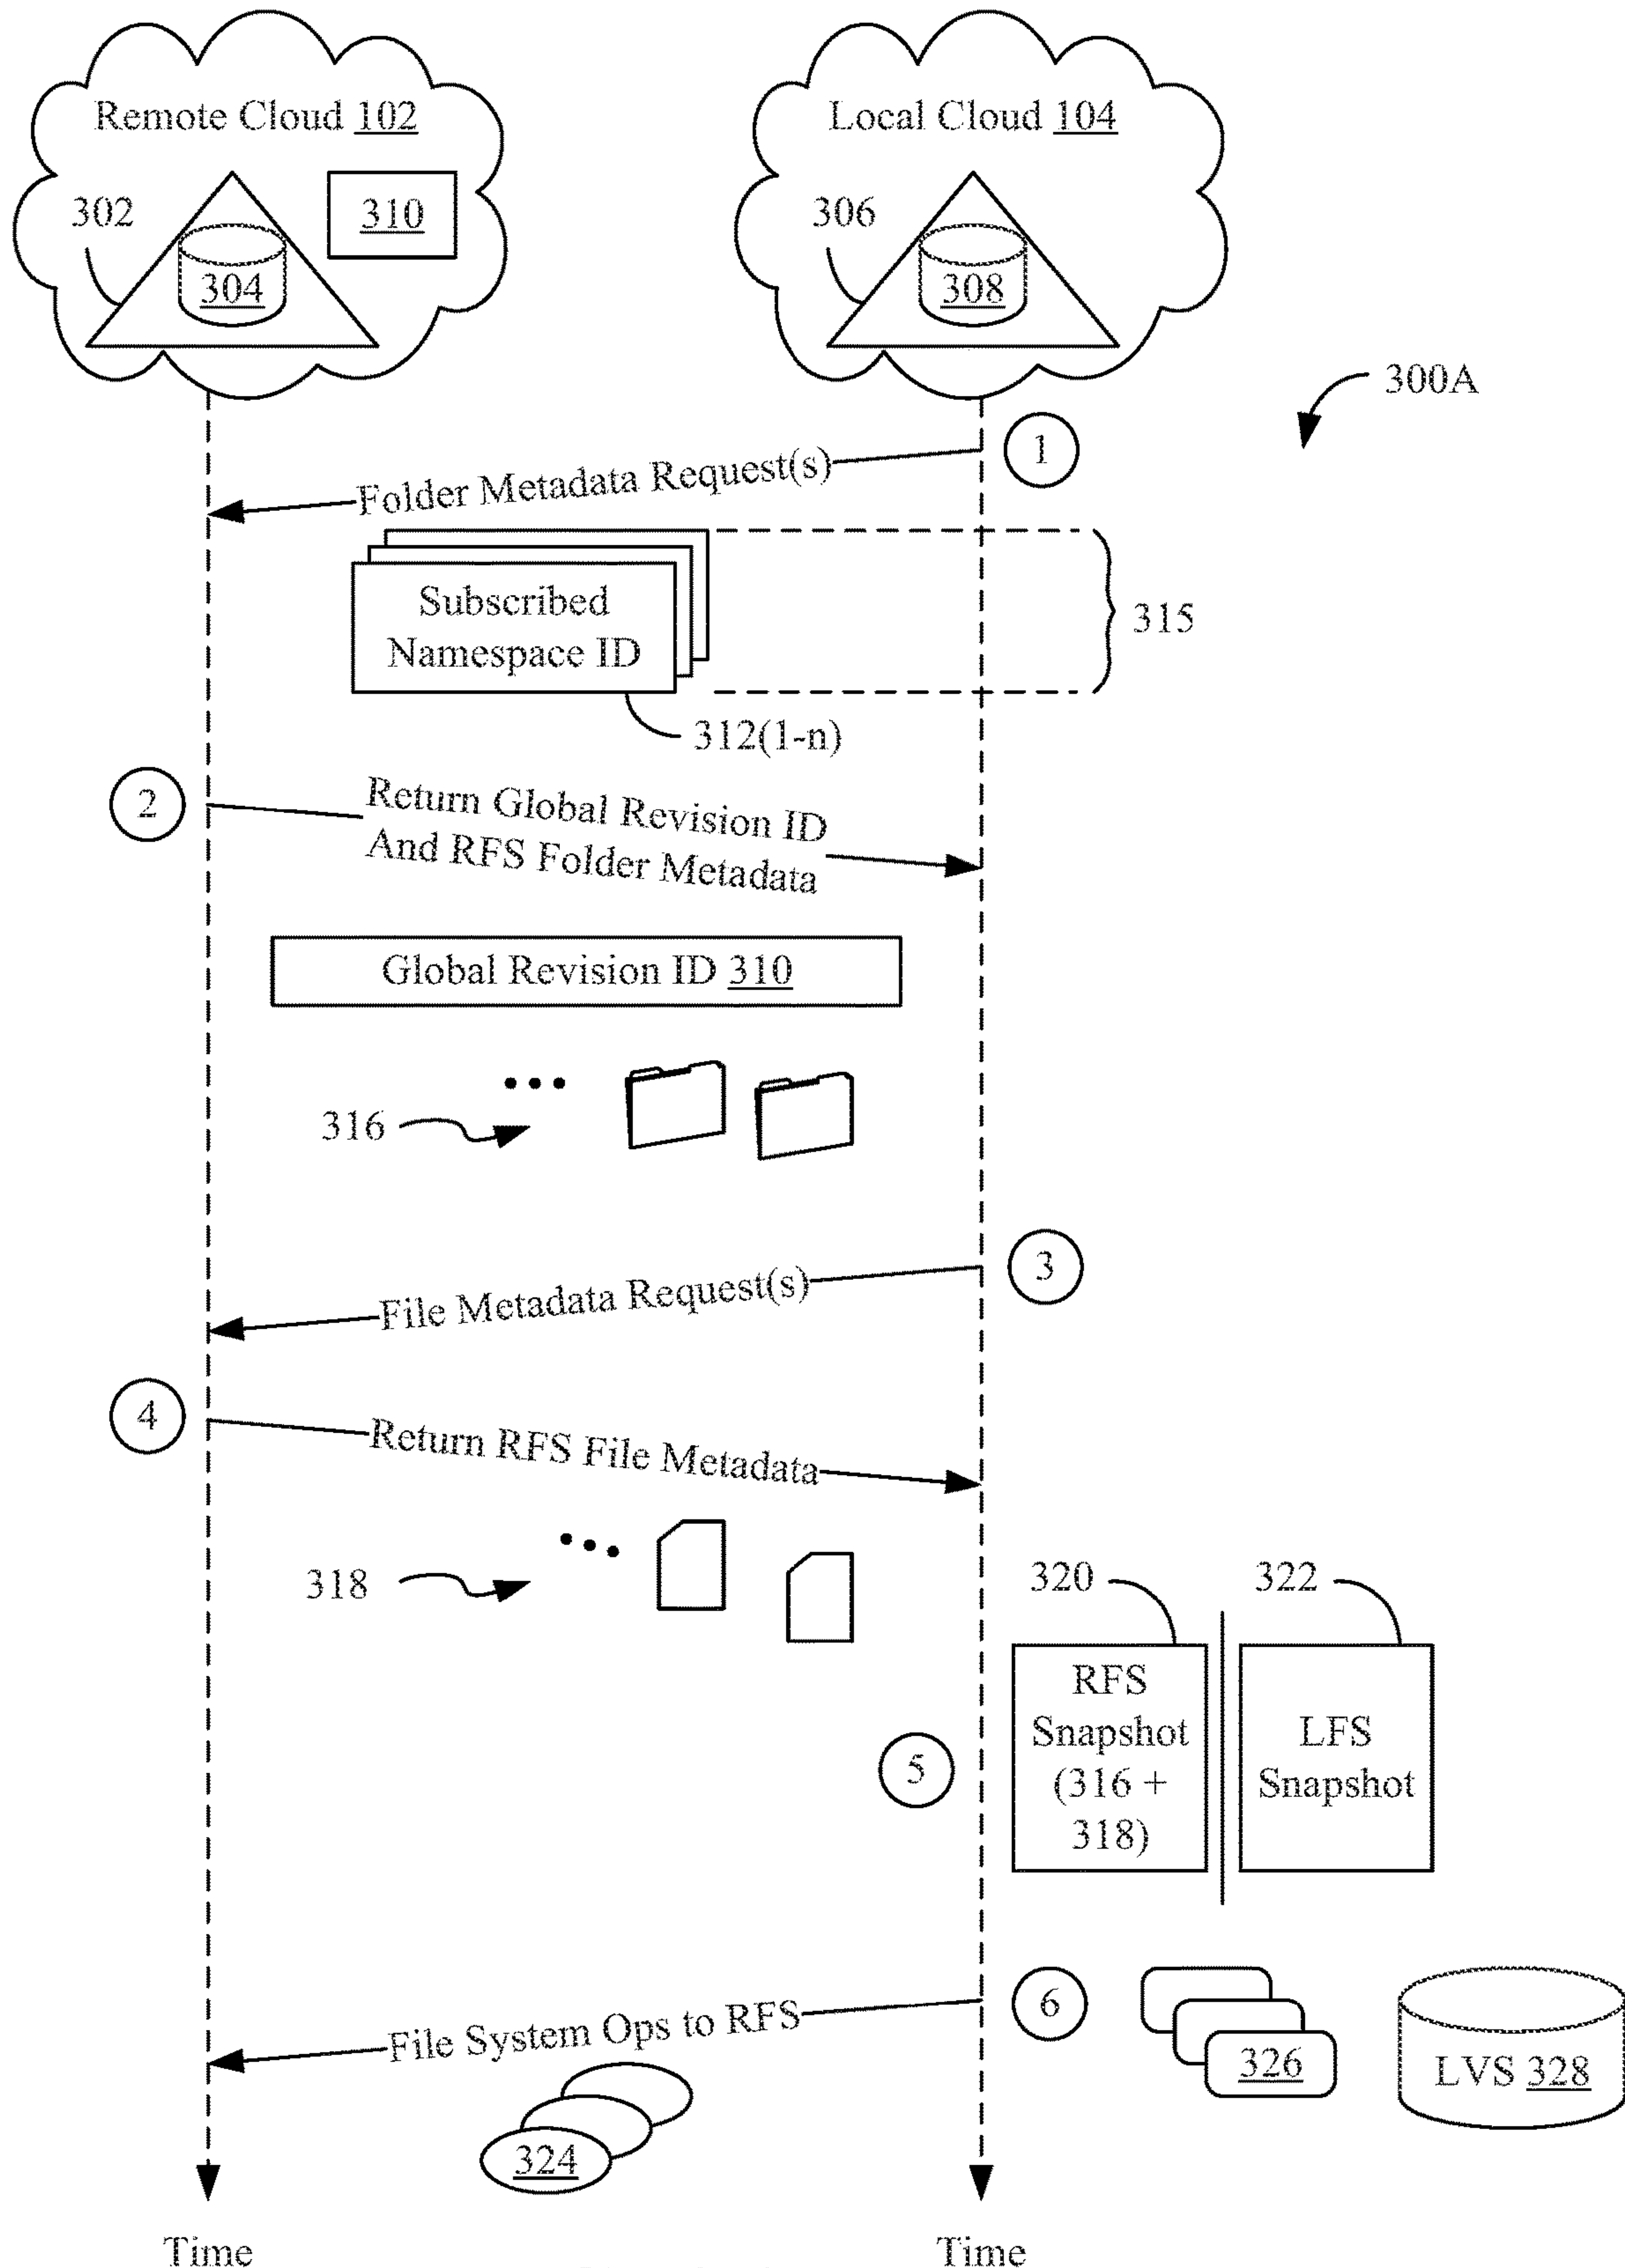 Remote Cloud 102
Local Cloud 104
302
310
304
306
308
300A
1
Folder Metadata Request(s)
Subscribed
Namespace ID
315
312(1-n)
2
Return Global Revision ID
And RFS Folder Metadata
Global Revision ID 310
316
3
File Metadata Request(s)
4
Return RFS File Metadata
318
320
322
RFS
Snapshot
(316 +
318)
LFS
Snapshot
5
6
File System Ops to RFS
326
LVS 328
324
Time
Time